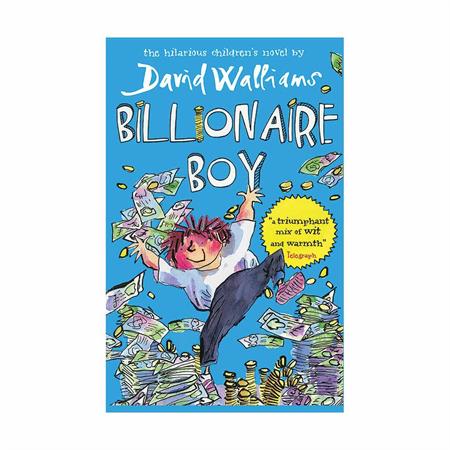 the hilarious children's novel by
David Walliams
BILLIONAIRE
BOY
"a triumphant
mix of wit
and warmth"
Telegraph